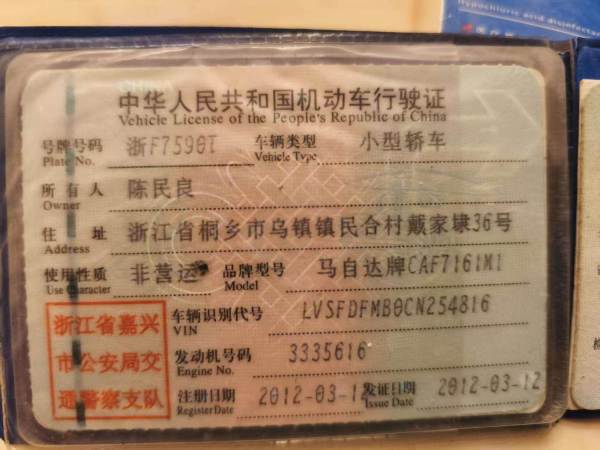 Hypochloric acid disinfectan
中华人民共和国机动车行驶证
Vehicle License of the People's Republic of China
号牌号码 浙F7590T 车辆类型 小型轿车
Plate No. Vehicle Type
所有人 陈民良
Owner
住址 浙江省桐乡市乌镇镇民合村戴家埭36号
Address
使用性质 非营运 品牌型号 马自达牌CAF7161M1
Use Character Model
浙江省嘉兴
市公安局交
通警察支队
车辆识别代号 LVSFDFMB0CN254816
VIN
发动机号码 3335616
Engine No.
注册日期 2012-03-12 发证日期 2012-03-12
Register Date Issue Date